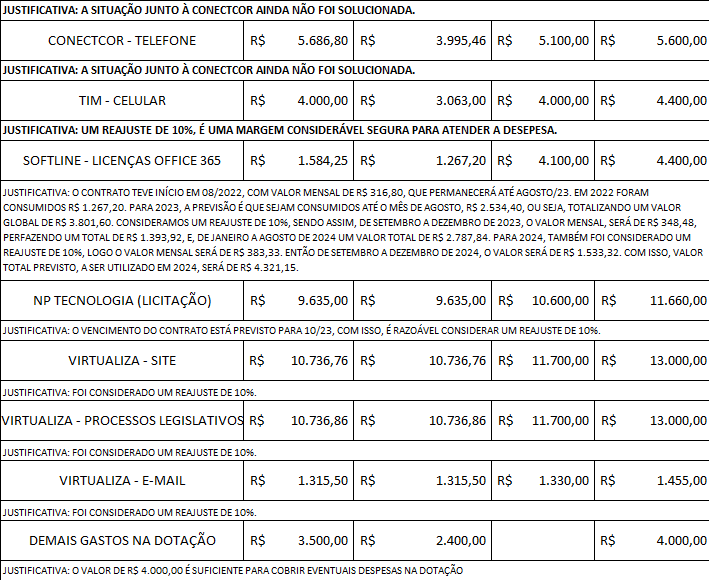 JUSTIFICATIVA: A SITUAÇÃO JUNTO À CONECTCOR AINDA NÃO FOI SOLUCIONADA.
CONECTCOR - TELEFONE R$ 5.686,80 R$ 3.995,46 R$ 5.100,00 R$ 5.600,00
JUSTIFICATIVA: A SITUAÇÃO JUNTO À CONECTCOR AINDA NÃO FOI SOLUCIONADA.
TIM - CELULAR R$ 4.000,00 R$ 3.063,00 R$ 4.000,00 R$ 4.400,00
JUSTIFICATIVA: UM REAJUSTE DE 10%, É UMA MARGEM CONSIDERÁVEL SEGURA PARA ATENDER A DESEPESA.
SOFTLINE - LICENÇAS OFFICE 365 R$ 1.584,25 R$ 1.267,20 R$ 4.100,00 R$ 4.400,00
JUSTIFICATIVA: O CONTRATO TEVE INÍCIO EM 08/2022, COM VALOR MENSAL DE R$ 316,80, QUE PERMANECERÁ ATÉ AGOSTO/23. EM 2022 FORAM
CONSUMIDOS R$ 1.267,20. PARA 2023, A PREVISÃO É QUE SEJAM CONSUMIDOS ATÉ O MÊS DE AGOSTO, R$ 2.534,40, OU SEJA, TOTALIZANDO UM VALOR
GLOBAL DE R$ 3.801,60. CONSIDERAMOS UM REAJUSTE DE 10%, SENDO ASSIM, DE SETEMBRO A DEZEMBRO DE 2023, O VALOR MENSAL, SERÁ DE R$ 348,48,
PERFAZENDO UM TOTAL DE R$ 1.393,92, E, DE JANEIRO A AGOSTO DE 2024 UM VALOR TOTAL DE R$ 2.787,84. PARA 2024, TAMBÉM FOI CONSIDERADO UM
REAJUSTE DE 10%, LOGO O VALOR MENSAL SERÁ DE R$ 383,33. ENTÃO DE SETEMBRO A DEZEMBRO DE 2024, O VALOR SERÁ DE R$ 1.533,32. COM ISSO, VALOR
TOTAL PREVISTO, A SER UTILIZADO EM 2024, SERÁ DE R$ 4.321,15.
NP TECNOLOGIA (LICITAÇÃO) R$ 9.635,00 R$ 9.635,00 R$ 10.600,00 R$ 11.660,00
JUSTIFICATIVA: O VENCIMENTO DO CONTRATO ESTÁ PREVISTO PARA 10/23, COM ISSO, É RAZOÁVEL CONSIDERAR UM REAJUSTE DE 10%.
VIRTUALIZA - SITE R$ 10.736,76 R$ 10.736,76 R$ 11.700,00 R$ 13.000,00
JUSTIFICATIVA: FOI CONSIDERADO UM REAJUSTE DE 10%.
VIRTUALIZA - PROCESSOS LEGISLATIVOS R$ 10.736,86 R$ 10.736,86 R$ 11.700,00 R$ 13.000,00
JUSTIFICATIVA: FOI CONSIDERADO UM REAJUSTE DE 10%.
VIRTUALIZA - E-MAIL R$ 1.315,50 R$ 1.315,50 R$ 1.330,00 R$ 1.455,00
JUSTIFICATIVA: FOI CONSIDERADO UM REAJUSTE DE 10%.
DEMAIS GASTOS NA DOTAÇÃO R$ 3.500,00 R$ 2.400,00 R$ 4.000,00
JUSTIFICATIVA: O VALOR DE R$ 4.000,00 É SUFICIENTE PARA COBRIR EVENTUAIS DESPESAS NA DOTAÇÃO